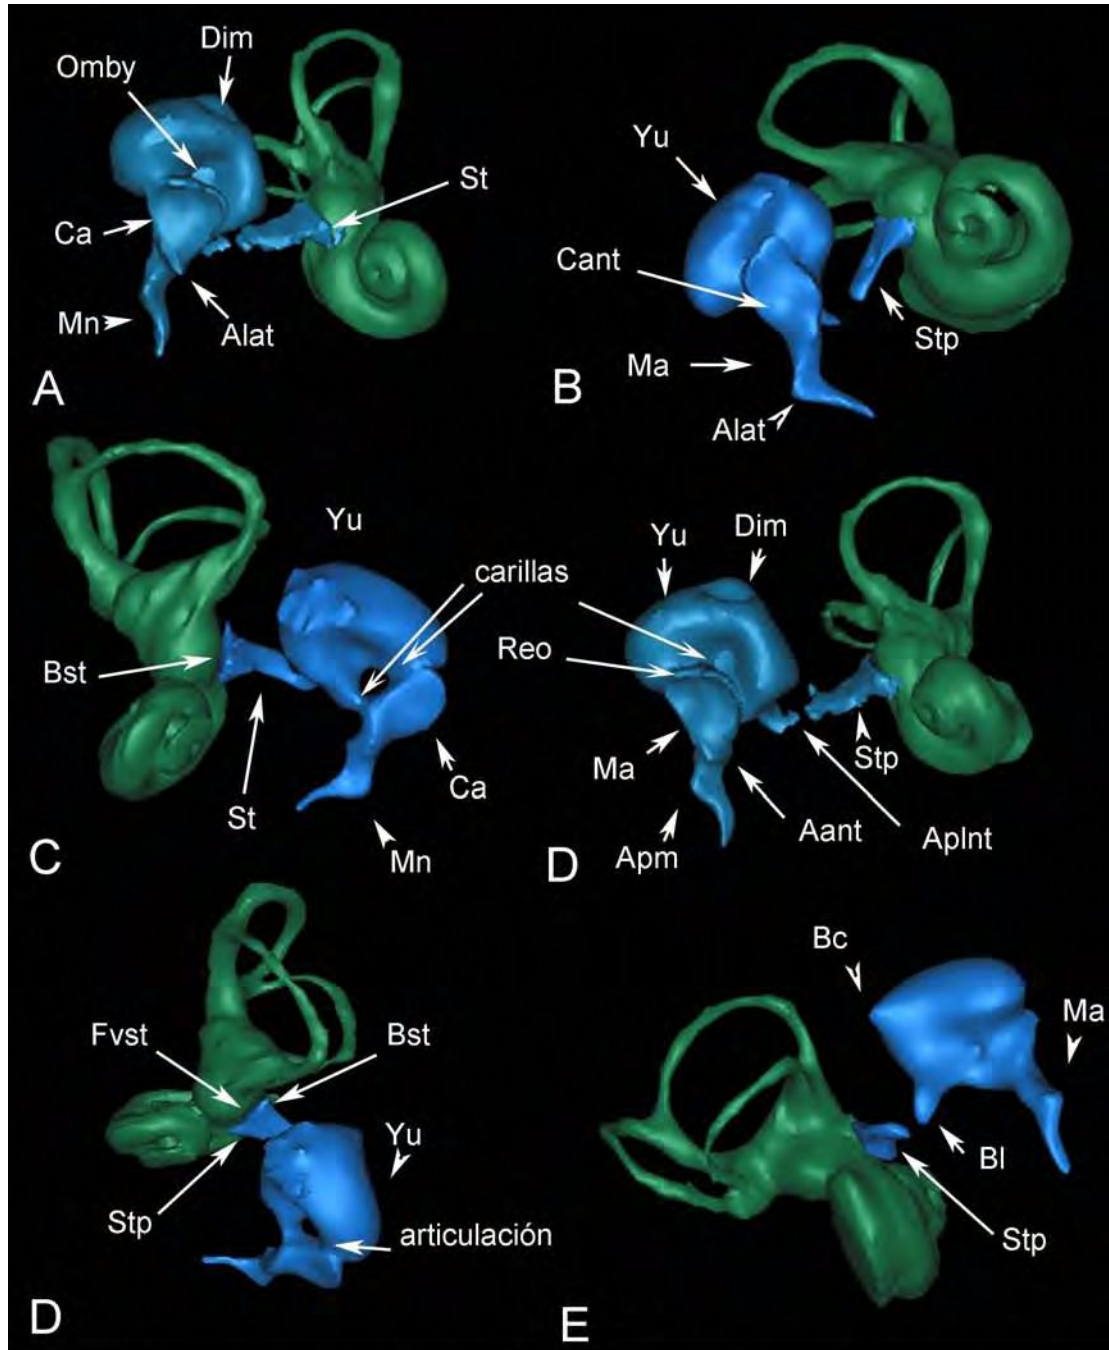 Dim
Omby
St
Ca
Mn
Alat
A
Yu
Cant
Ma
Stp
Alat
B
Yu
carillas
Bst
St
Ca
Mn
C
Yu
Dim
Reo
Ma
Stp
Aant
Aplnt
Apm
D
Fvst
Bst
Yu
Stp
articulación
D
Bc
Ma
Bl
Stp
E